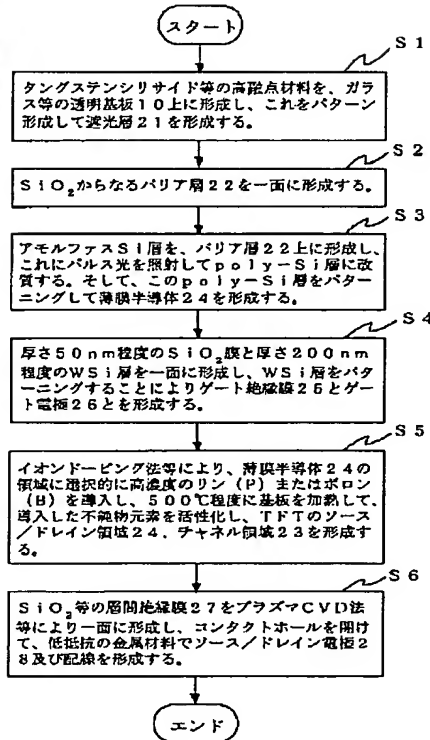 スタート
S1
タングステンシリサイド等の高融点材料を、ガラ
ス等の透明基板10上に形成し、これをパターン
形成して遮光層21を形成する。
S2
SiO₂からなるバリア層22を一面に形成する。
S3
アモルファスSi層を、バリア層22上に形成し、
これにパルス光を照射してpoly-Si層に改
質する。そして、このpoly-Si層をパター
ニングして薄膜半導体24を形成する。
S4
厚さ50nm程度のSiO₂膜と厚さ200nm
程度のWSi層を一面に形成し、WSi層をパタ
ーニングすることによりゲート絶縁膜25とゲー
ト電極26とを形成する。
S5
イオンドーピング法等により、薄膜半導体24の
領域に選択的に高濃度のリン(P)またはボロン
(B)を導入し、500℃程度に基板を加熱して、
導入した不純物元素を活性化し、TFTのソース
/ドレイン領域24,チャネル領域23を形成す
る。
S6
SiO₂等の層間絶縁膜27をプラズマCVD法
等により一面に形成し、コンタクトホールを開け
て、低抵抗の金属材料でソース/ドレイン電極2
8及び配線を形成する。
エンド